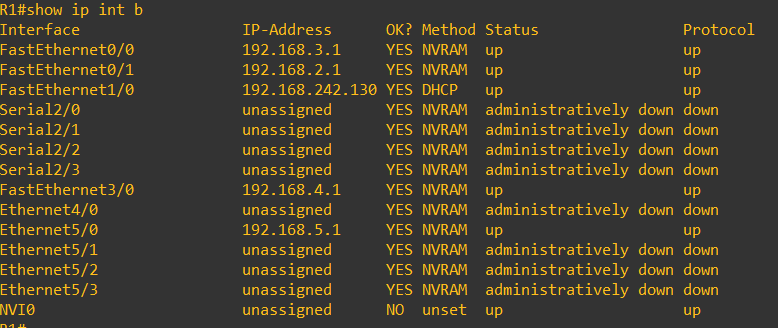 R1#show ip int b
Interface IP-Address OK? Method Status Protocol
FastEthernet0/0 192.168.3.1 YES NVRAM up up
FastEthernet0/1 192.168.2.1 YES NVRAM up up
FastEthernet1/0 192.168.242.130 YES DHCP up up
Serial2/0 unassigned YES NVRAM administratively down down
Serial2/1 unassigned YES NVRAM administratively down down
Serial2/2 unassigned YES NVRAM administratively down down
Serial2/3 unassigned YES NVRAM administratively down down
FastEthernet3/0 192.168.4.1 YES NVRAM up up
Ethernet4/0 unassigned YES NVRAM administratively down down
Ethernet5/0 192.168.5.1 YES NVRAM up up
Ethernet5/1 unassigned YES NVRAM administratively down down
Ethernet5/2 unassigned YES NVRAM administratively down down
Ethernet5/3 unassigned YES NVRAM administratively down down
NVI0 unassigned NO unset up up
R1#